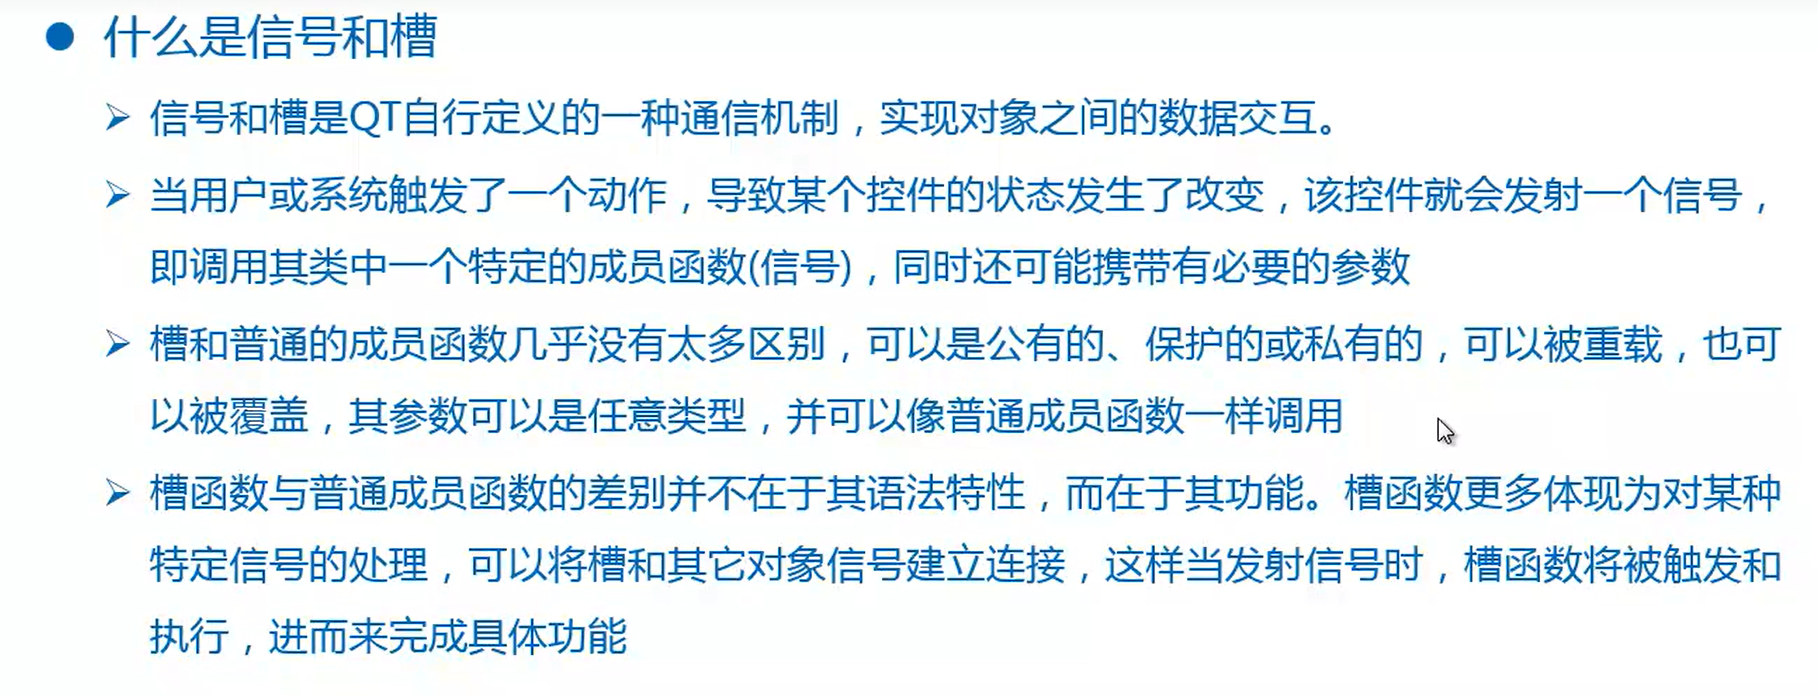 什么是信号和槽
信号和槽是QT自行定义的一种通信机制，实现对象之间的数据交互。
当用户或系统触发了一个动作，导致某个控件的状态发生了改变，该控件就会发射一个信号，
即调用其类中一个特定的成员函数(信号)，同时还可能携带有必要的参数
槽和普通的成员函数几乎没有太多区别，可以是公有的、保护的或私有的，可以被重载，也可
以被覆盖，其参数可以是任意类型，并可以像普通成员函数一样调用
槽函数与普通成员函数的差别并不在于其语法特性，而在于其功能。槽函数更多体现为对某种
特定信号的处理，可以将槽和其它对象信号建立连接，这样当发射信号时，槽函数将被触发和
执行，进而来完成具体功能